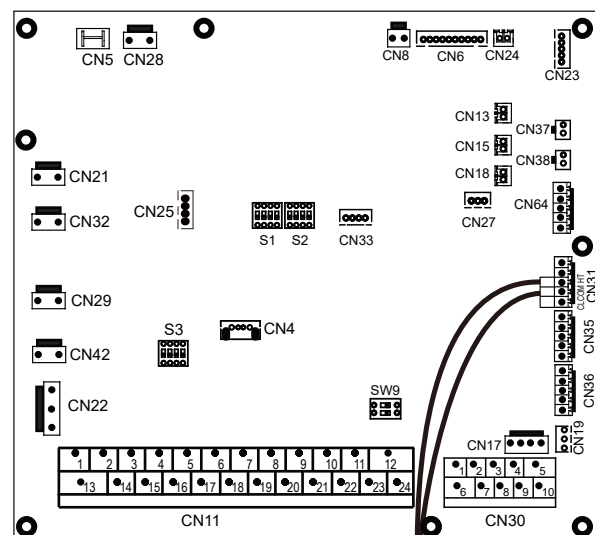 CN5
CN28
CN8
CN6
CN24
CN23
CN13
CN37
CN15
CN38
CN18
CN21
CN25
CN32
S1
S2
CN33
CN27
CN64
CN31
CLCOM HT
CN29
CN4
S3
CN35
CN42
CN22
SW9
CN36
CN17
CN19
1 2 3 4 5 6 7 8 9 10 11 12
13 14 15 16 17 18 19 20 21 22 23 24
CN11
1 2 3 4 5
6 7 8 9 10
CN30